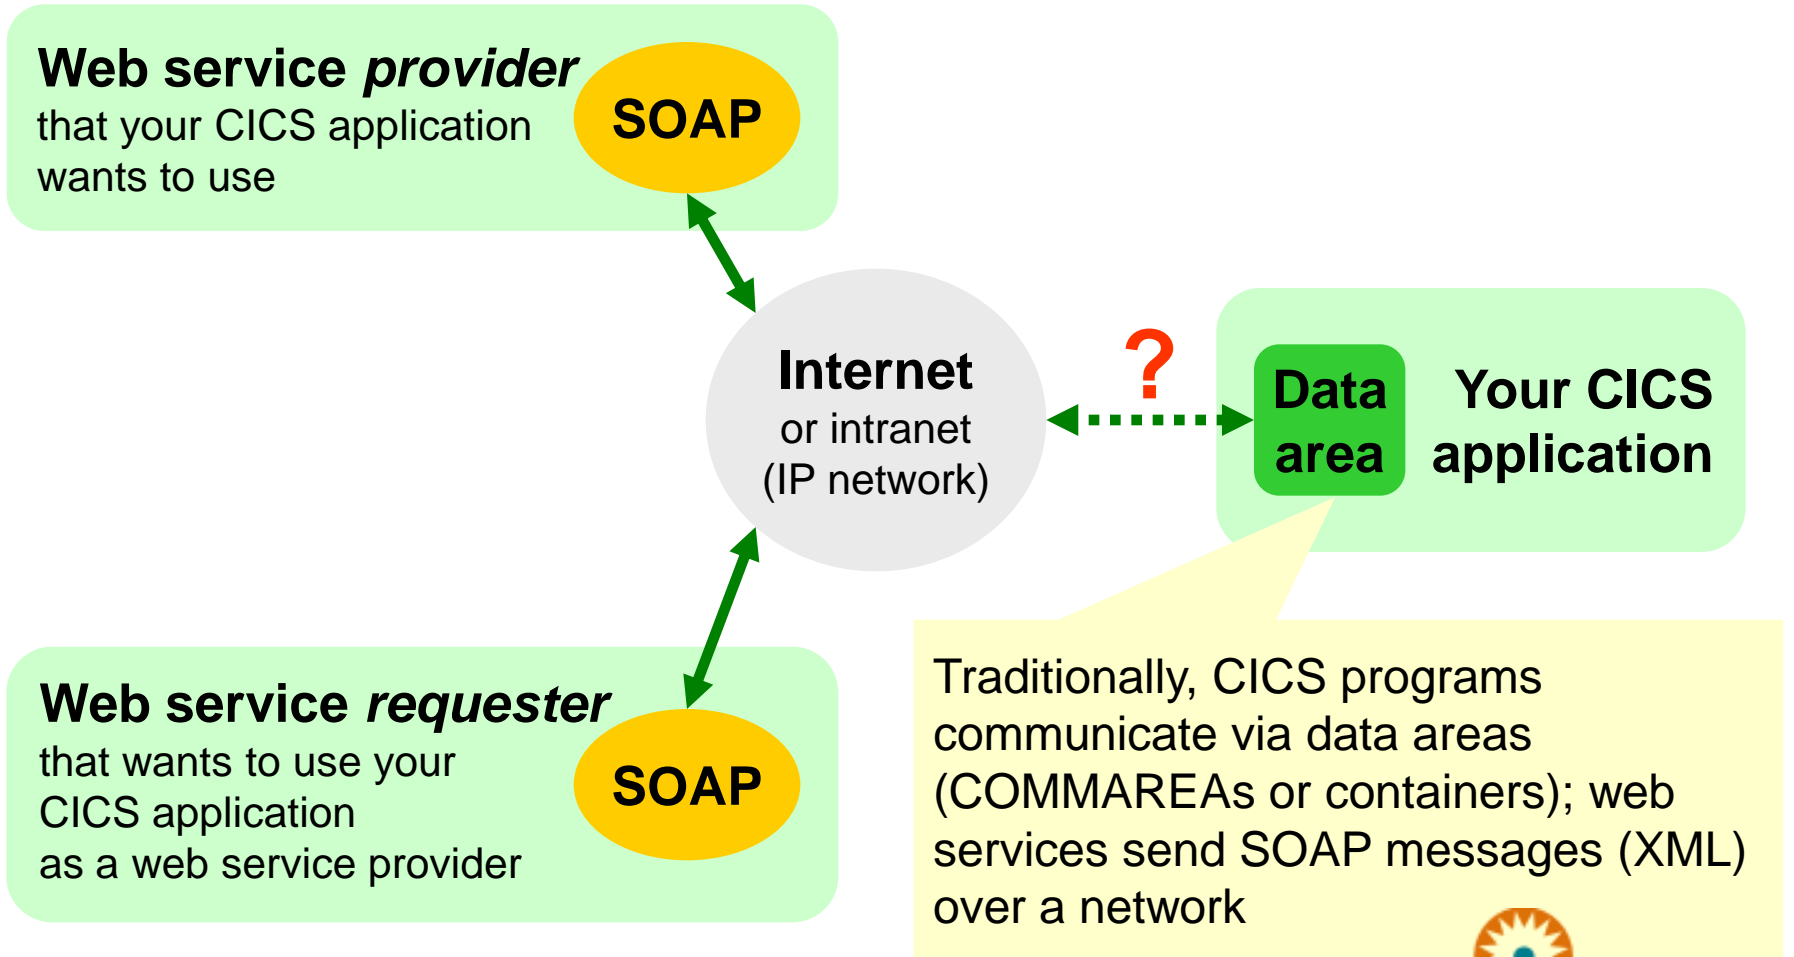 Web service provider
that your CICS application
wants to use
SOAP
Internet
or intranet
(IP network)
?
Data
area
Your CICS
application
Web service requester
that wants to use your
CICS application
as a web service provider
SOAP
Traditionally, CICS programs
communicate via data areas
(COMMAREAs or containers); web
services send SOAP messages (XML)
over a network